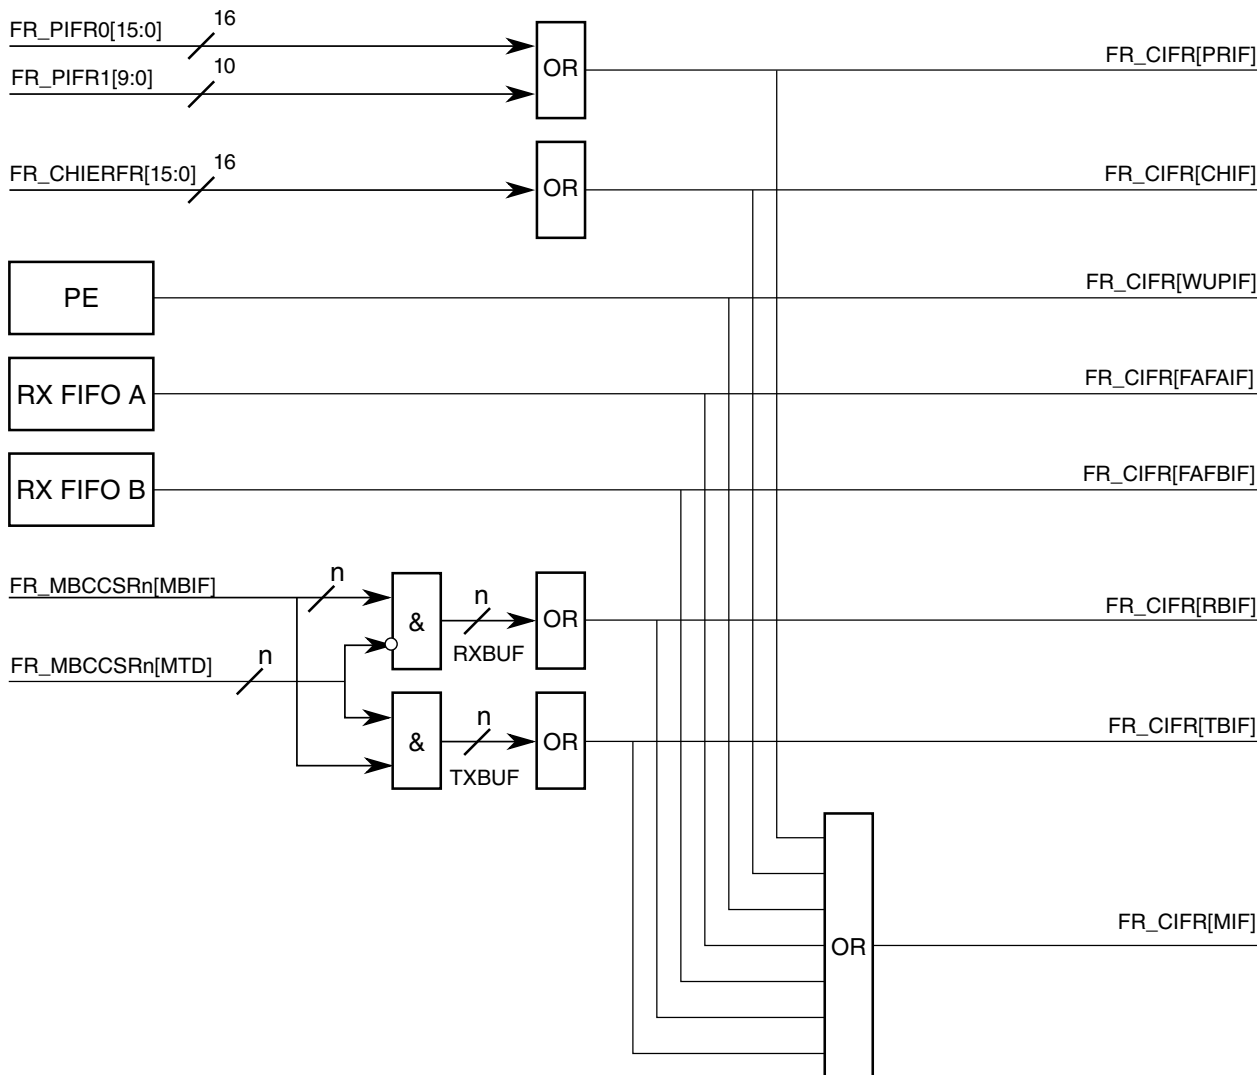 FR_PIFR0[15:0]
16
OR
FR_CIFR[PRIF]
FR_PIFR1[9:0]
10
FR_CHIERFR[15:0]
16
OR
FR_CIFR[CHIF]
PE
FR_CIFR[WUPIF]
RX FIFO A
FR_CIFR[FAFAIF]
RX FIFO B
FR_CIFR[FAFBIF]
FR_MBCCSRn[MBIF]
n
&
n
RXBUF
OR
FR_CIFR[RBIF]
FR_MBCCSRn[MTD]
n
&
n
TXBUF
OR
FR_CIFR[TBIF]
OR
FR_CIFR[MIF]